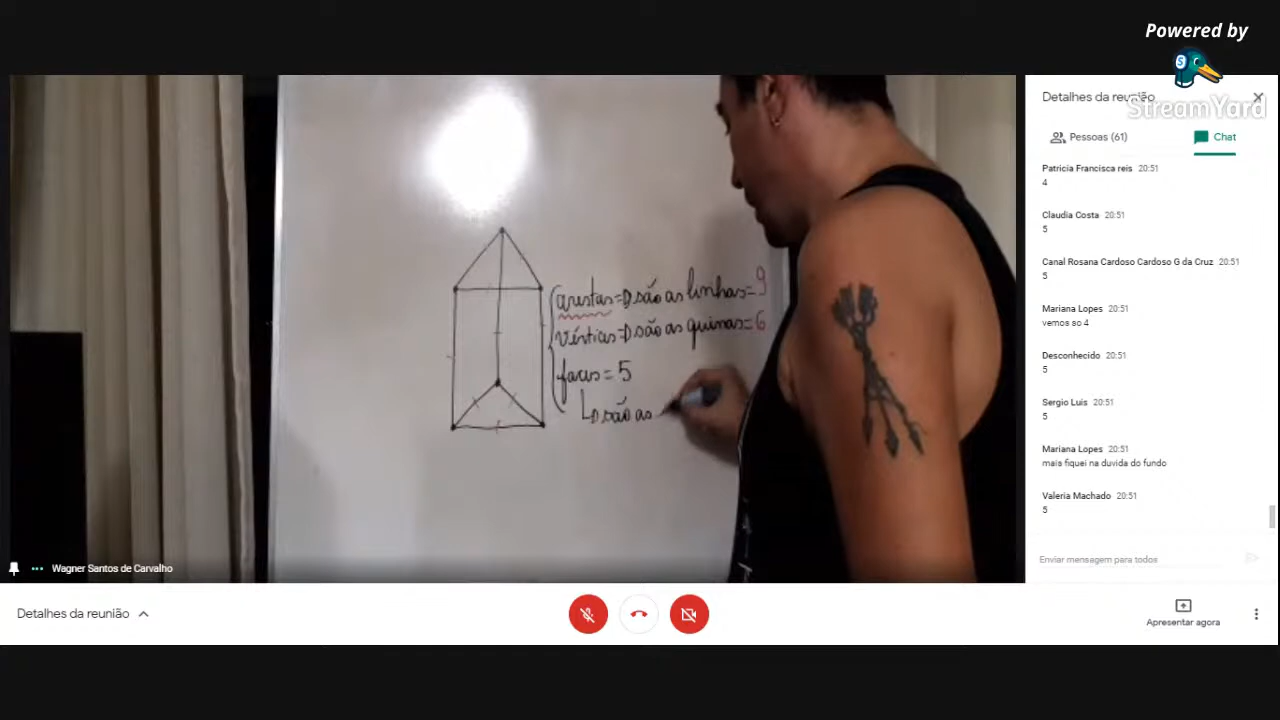 Powered by
StreamYard
arestas=D são as linhas=9
vértices=D são as quinas=6
faces=5
D são as
Wagner Santos de Carvalho
Detalhes da reunião
Pessoas (61)
Chat
Patricia Francisca reis 20:51
4
Claudia Costa 20:51
5
Canal Rosana Cardoso Cardoso G da Cruz 20:51
5
Mariana Lopes 20:51
vemos so 4
Desconhecido 20:51
5
Sergio Luis 20:51
5
Mariana Lopes 20:51
mais fiquei na duvida do fundo
Valeria Machado 20:51
5
Enviar mensagem para todos
Detalhes da reunião
Apresentar agora